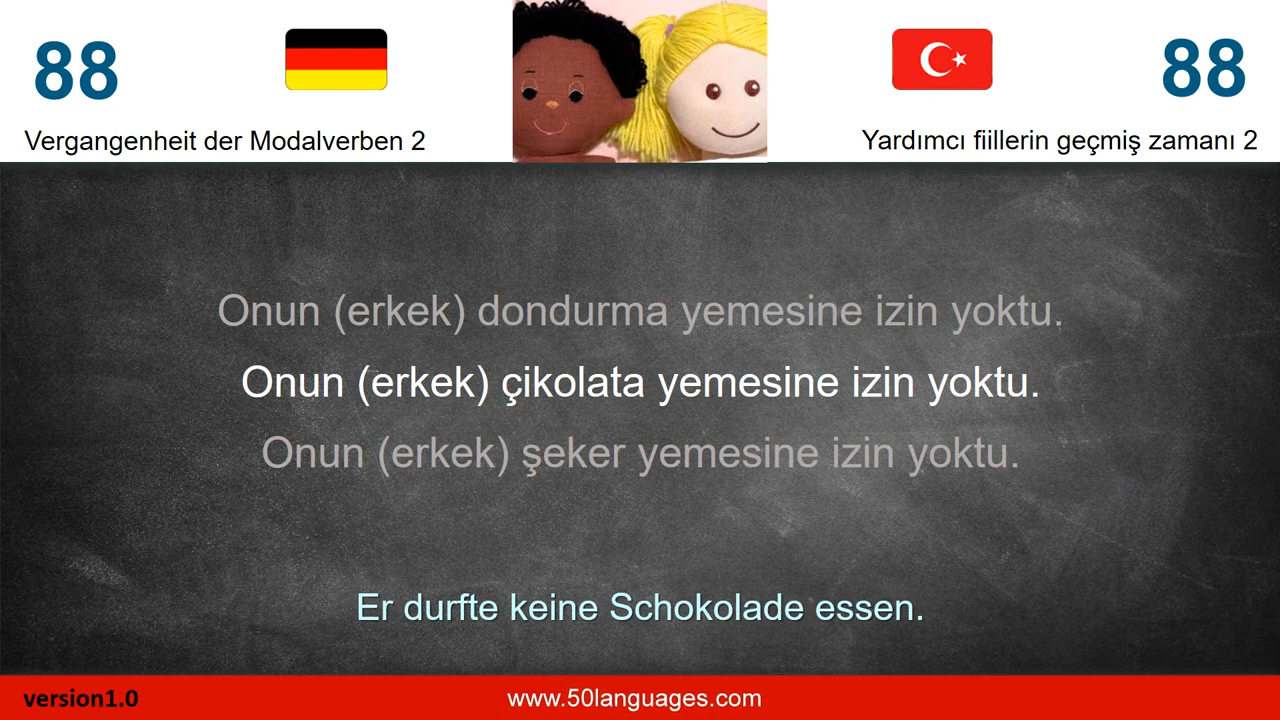 88
88
Vergangenheit der Modalverben 2
Yardımcı fiillerin geçmiş zamanı 2
Onun (erkek) dondurma yemesine izin yoktu.
Onun (erkek) çikolata yemesine izin yoktu.
Onun (erkek) şeker yemesine izin yoktu.
Er durfte keine Schokolade essen.
version1.0
www.50languages.com